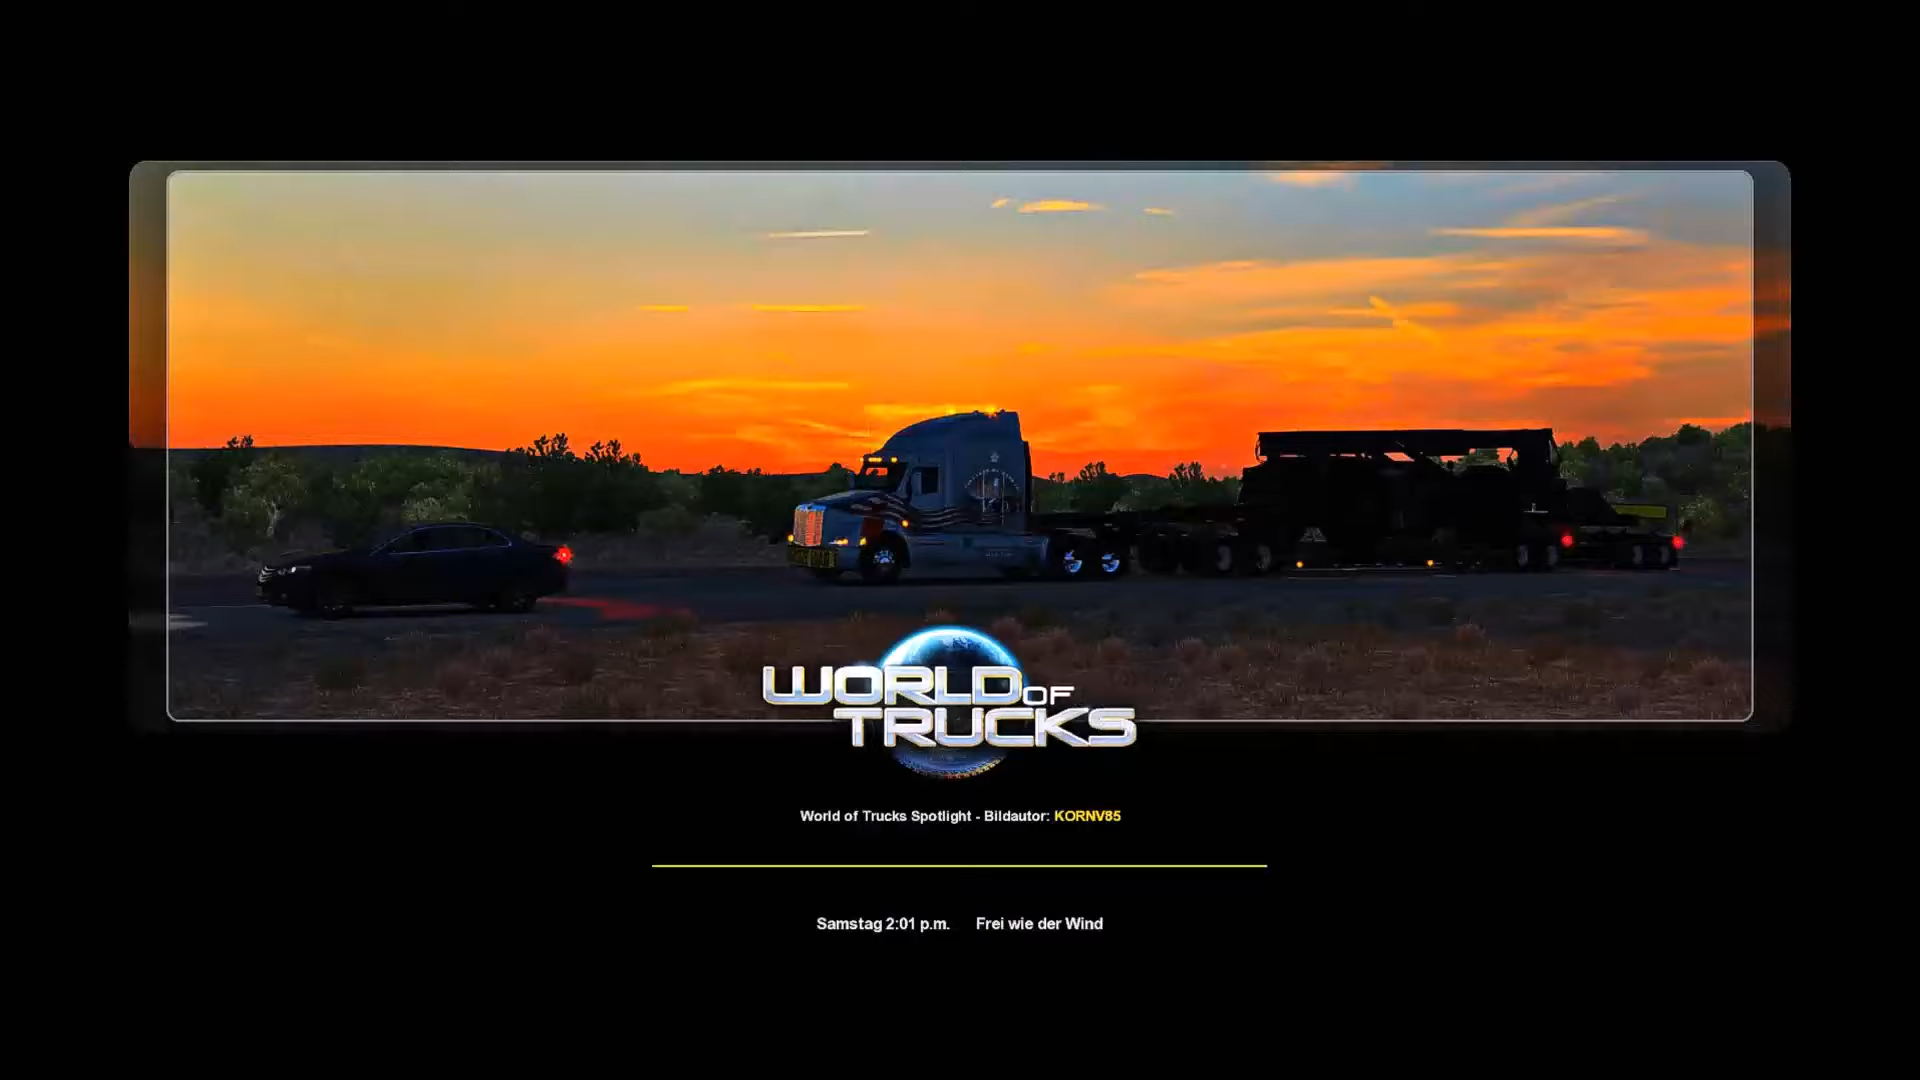 WORLD OF
TRUCKS
World of Trucks Spotlight - Bildautor: KORNV85
Samstag 2:01 p.m. Frei wie der Wind